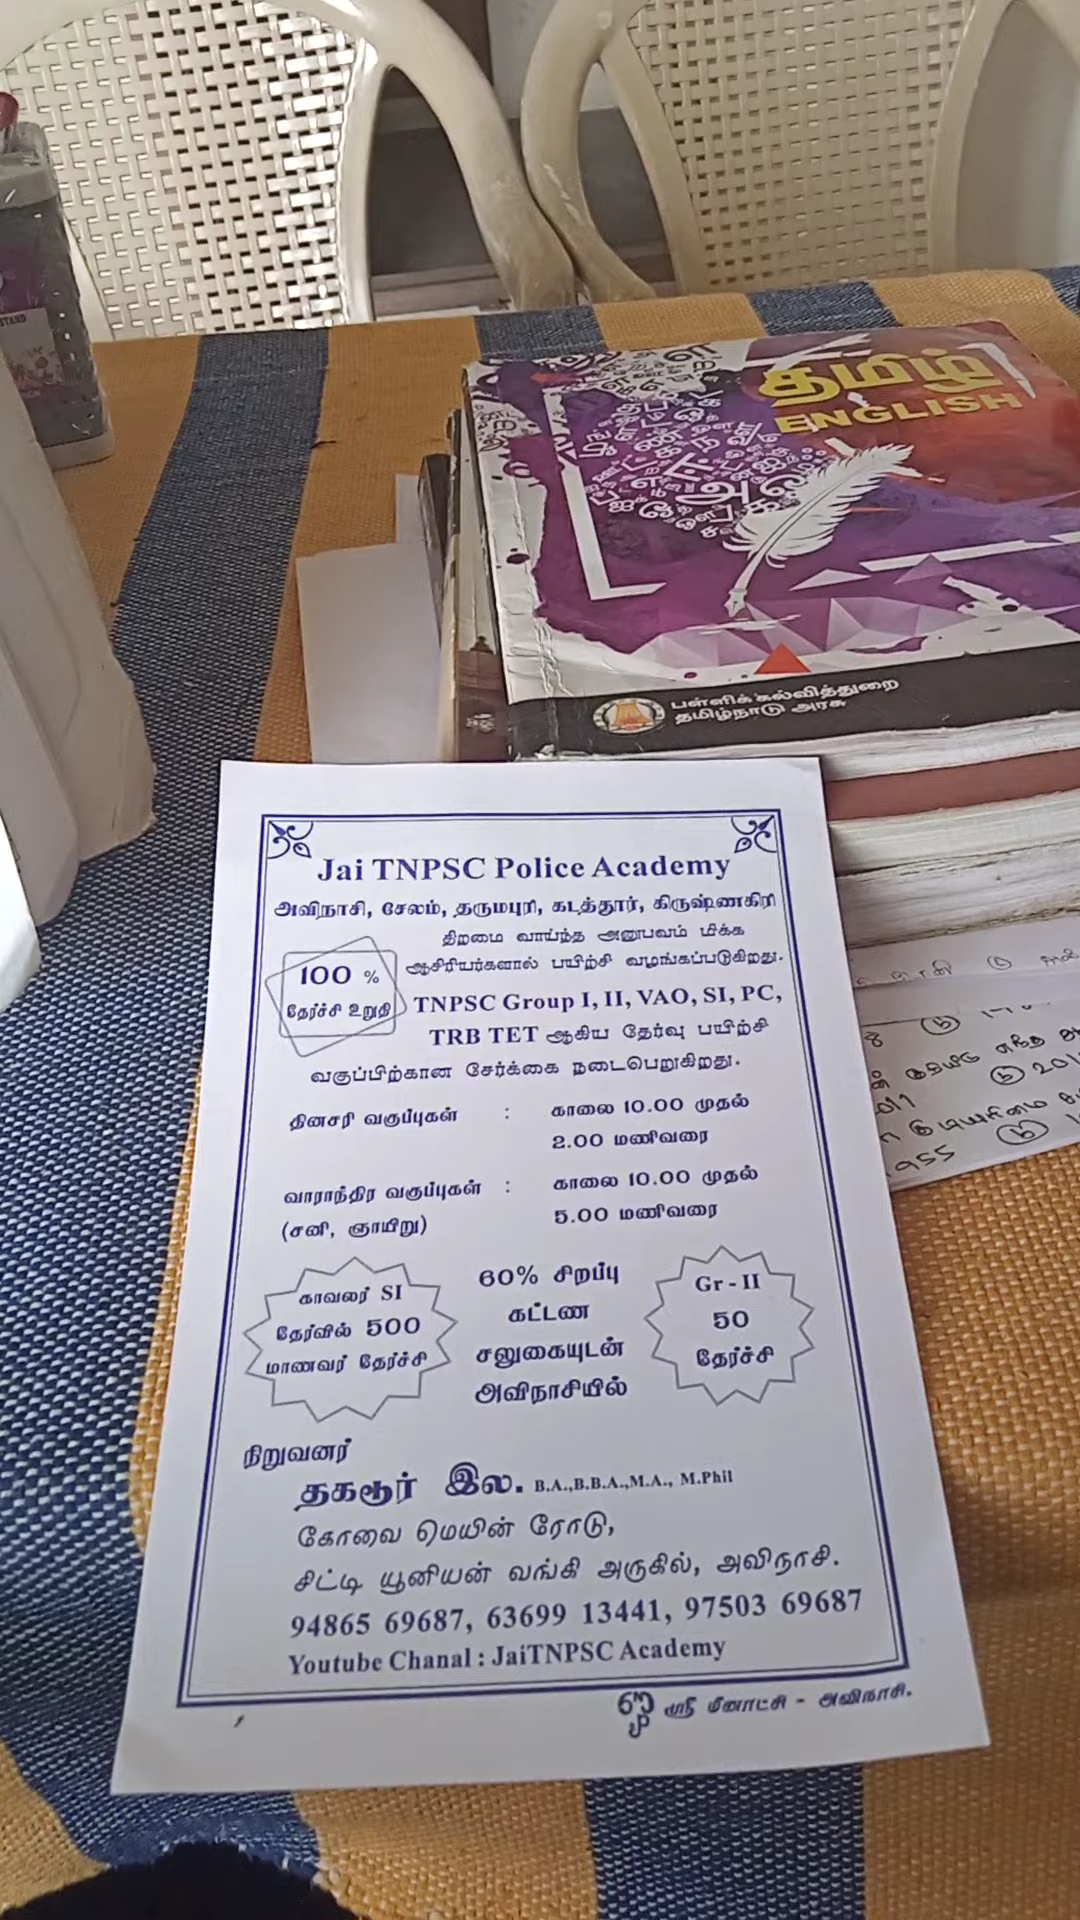 STAND
தமிழ்
ENGLISH
பள்ளிக் கல்வித்துறை
தமிழ்நாடு அரசு
Jai TNPSC Police Academy
அவிநாசி, சேலம், தருமபுரி, கடத்தூர், கிருஷ்ணகிரி
திறமை வாய்ந்த அனுபவம் மிக்க
ஆசிரியர்களால் பயிற்சி வழங்கப்படுகிறது.
100 %
தேர்ச்சி உறுதி
TNPSC Group I, II, VAO, SI, PC,
TRB TET ஆகிய தேர்வு பயிற்சி
வகுப்பிற்கான சேர்க்கை நடைபெறுகிறது.
தினசரி வகுப்புகள் : காலை 10.00 முதல்
2.00 மணிவரை
வாராந்திர வகுப்புகள் : காலை 10.00 முதல்
(சனி, ஞாயிறு) 5.00 மணிவரை
காவலர் SI
தேர்வில் 500
மாணவர் தேர்ச்சி
60% சிறப்பு
கட்டண
சலுகையுடன்
அவிநாசியில்
Gr - II
50
தேர்ச்சி
நிறுவனர்
தகடூர் இல. B.A.,B.B.A.,M.A., M.Phil
கோவை மெயின் ரோடு,
சிட்டி யூனியன் வங்கி அருகில், அவிநாசி.
94865 69687, 63699 13441, 97503 69687
Youtube Chanal : JaiTNPSC Academy
ஸ்ரீ மீனாட்சி - அவிநாசி.